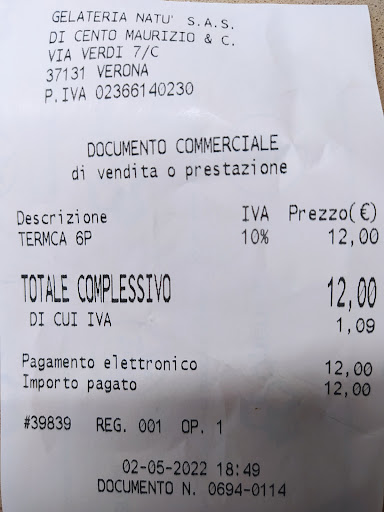 GELATERIA NATU' S.A.S.
DI CENTO MAURIZIO & C.
VIA VERDI 7/C
37131 VERONA
P.IVA 02366140230
DOCUMENTO COMMERCIALE
di vendita o prestazione
Descrizione IVA Prezzo(€)
TERMCA 6P 10% 12,00
TOTALE COMPLESSIVO 12,00
DI CUI IVA 1,09
Pagamento elettronico 12,00
Importo pagato 12,00
#39839 REG. 001 OP. 1
02-05-2022 18:49
DOCUMENTO N. 0694-0114